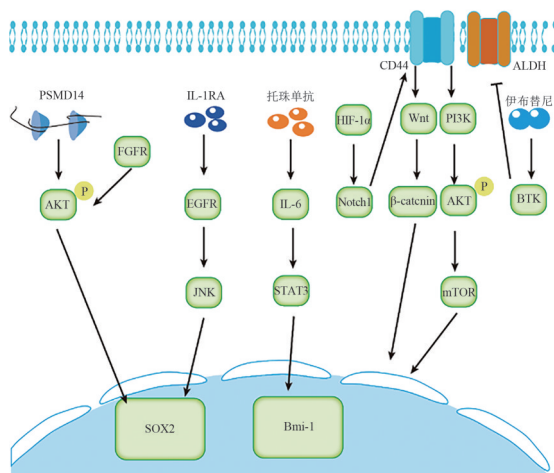 CD44
ALDH
PSMD14
IL-1RA
托珠单抗
伊布替尼
HIF-1α
Wnt
PI3K
FGFR
P
AKT
EGFR
IL-6
Notch1
β-catcnin
AKT
P
BTK
JNK
STAT3
mTOR
SOX2
Bmi-1